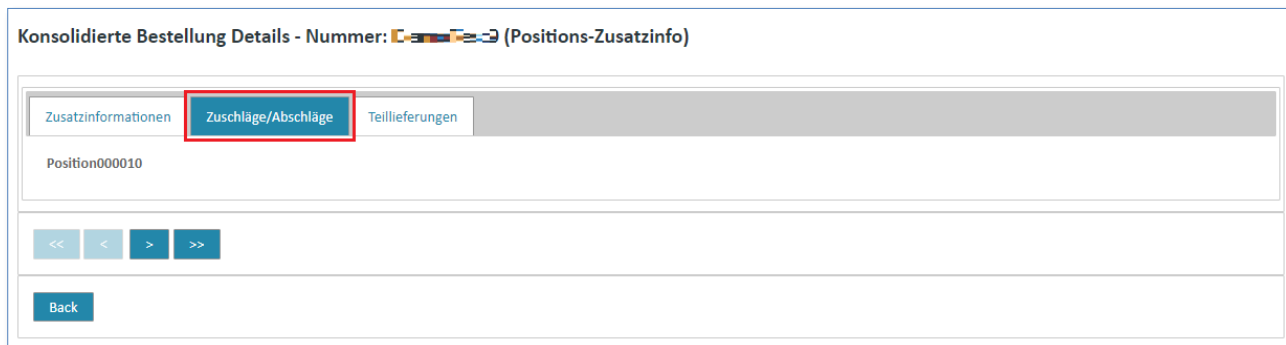 Konsolidierte Bestellung Details - Nummer: (Positions-Zusatzinfo)
Zusatzinformationen Zuschläge/Abschläge Teillieferungen
Position000010
<< < > >>
Back